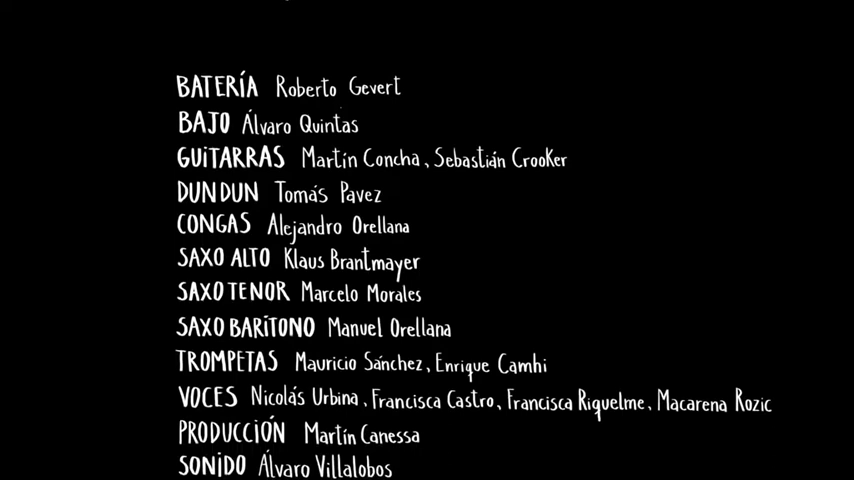 BATERÍA Roberto Gevert
BAJO Álvaro Quintas
GUITARRAS Martín Concha, Sebastián Crooker
DUNDUN Tomás Pavez
CONGAS Alejandro Orellana
SAXO ALTO Klaus Brantmayer
SAXO TENOR Marcelo Morales
SAXO BARITONO Manuel Orellana
TROMPETAS Mauricio Sánchez, Enrique Camhi
VOCES Nicolás Urbina, Francisca Castro, Francisca Riquelme, Macarena Rozic
PRODUCCIÓN Martín Canessa
SONIDO Álvaro Villalobos